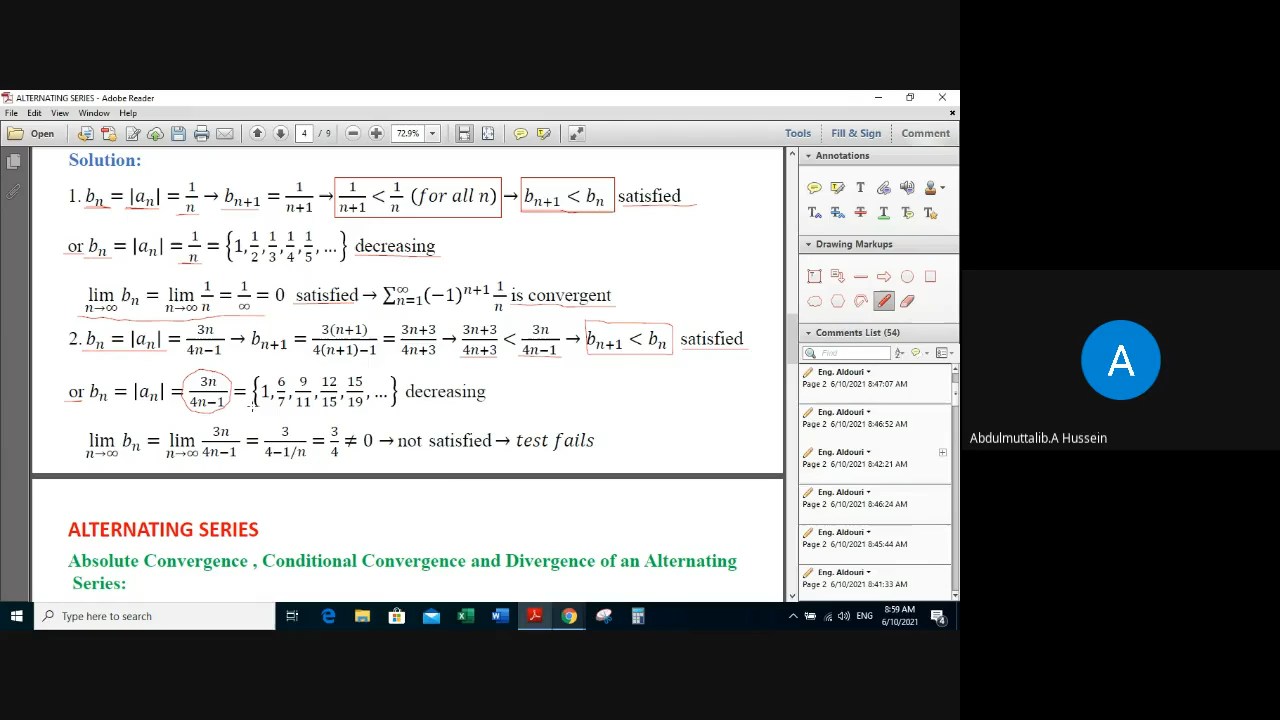 ALTERNATING SERIES - Adobe Reader
File Edit View Window Help
Open 4 / 9 72.9% Tools Fill & Sign Comment
Solution:
1. bₙ = |aₙ| = 1/n → bₙ₊₁ = 1/(n+1) → 1/(n+1) < 1/n (for all n) → bₙ₊₁ < bₙ satisfied
or bₙ = |aₙ| = 1/n = {1, 1/2, 1/3, 1/4, 1/5, ...} decreasing
lim n→∞ bₙ = lim n→∞ 1/n = 1/∞ = 0 satisfied → ∑ₙ₌₁^∞ (−1)ⁿ⁺¹ 1/n is convergent
2. bₙ = |aₙ| = 3n/(4n−1) → bₙ₊₁ = 3(n+1)/(4(n+1)−1) = (3n+3)/(4n+3) → (3n+3)/(4n+3) < 3n/(4n−1) → bₙ₊₁ < bₙ satisfied
or bₙ = |aₙ| = 3n/(4n−1) = {1, 6/7, 9/11, 12/15, 15/19, ...} decreasing
lim n→∞ bₙ = lim n→∞ 3n/(4n−1) = 3/(4−1/n) = 3/4 ≠ 0 → not satisfied → test fails
ALTERNATING SERIES
Absolute Convergence , Conditional Convergence and Divergence of an Alternating
Series:
Annotations
Drawing Markups
Comments List (54)
Find
Eng. Aldouri
Page 2 6/10/2021 8:47:07 AM
Eng. Aldouri
Page 2 6/10/2021 8:46:52 AM
Eng. Aldouri
Page 2 6/10/2021 8:42:21 AM
Eng. Aldouri
Page 2 6/10/2021 8:46:24 AM
Eng. Aldouri
Page 2 6/10/2021 8:45:44 AM
Eng. Aldouri
Page 2 6/10/2021 8:41:33 AM
A
Abdulmuttalib.A Hussein
Type here to search
ENG
8:59 AM
6/10/2021
4